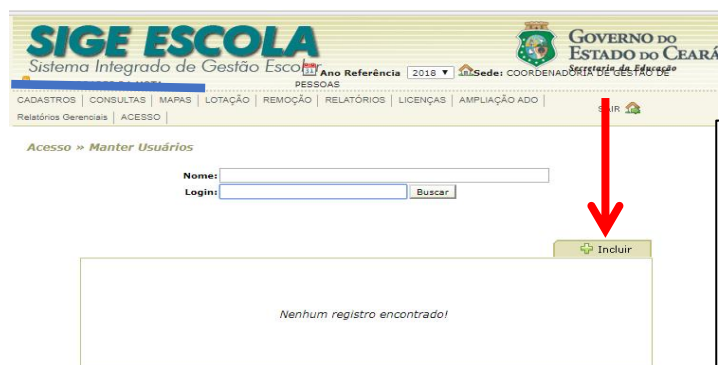 SIGE ESCOLA
Sistema Integrado de Gestão Escolar
GOVERNO DO
ESTADO DO CEARÁ
Secretaria da Educação
Ano Referência 2018 Sede: COORDENADORIA DE GESTÃO DE
PESSOAS
CADASTROS | CONSULTAS | MAPAS | LOTAÇÃO | REMOÇÃO | RELATÓRIOS | LICENÇAS | AMPLIAÇÃO ADO |
Relatórios Gerenciais | ACESSO |
SAIR
Acesso » Manter Usuários
Nome:
Login: Buscar
Incluir
Nenhum registro encontrado!